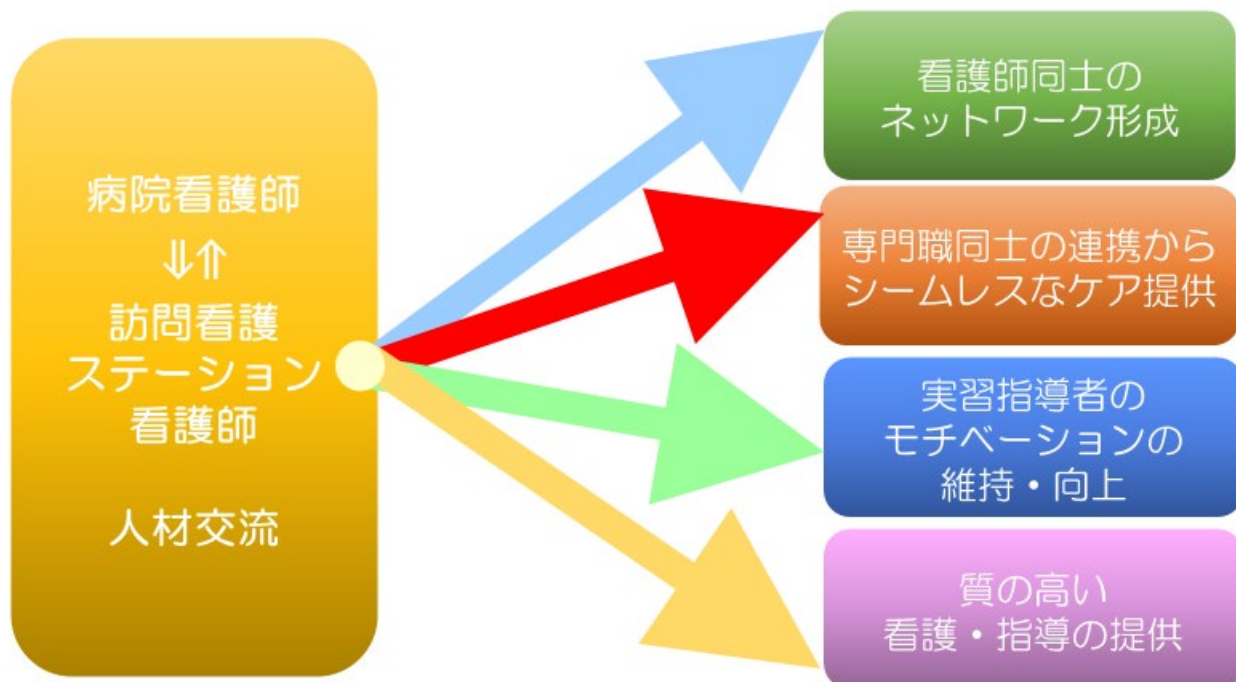 病院看護師
⇓⇑
訪問看護
ステーション
看護師
人材交流
看護師同士の
ネットワーク形成
専門職同士の連携から
シームレスなケア提供
実習指導者の
モチベーションの
維持・向上
質の高い
看護・指導の提供